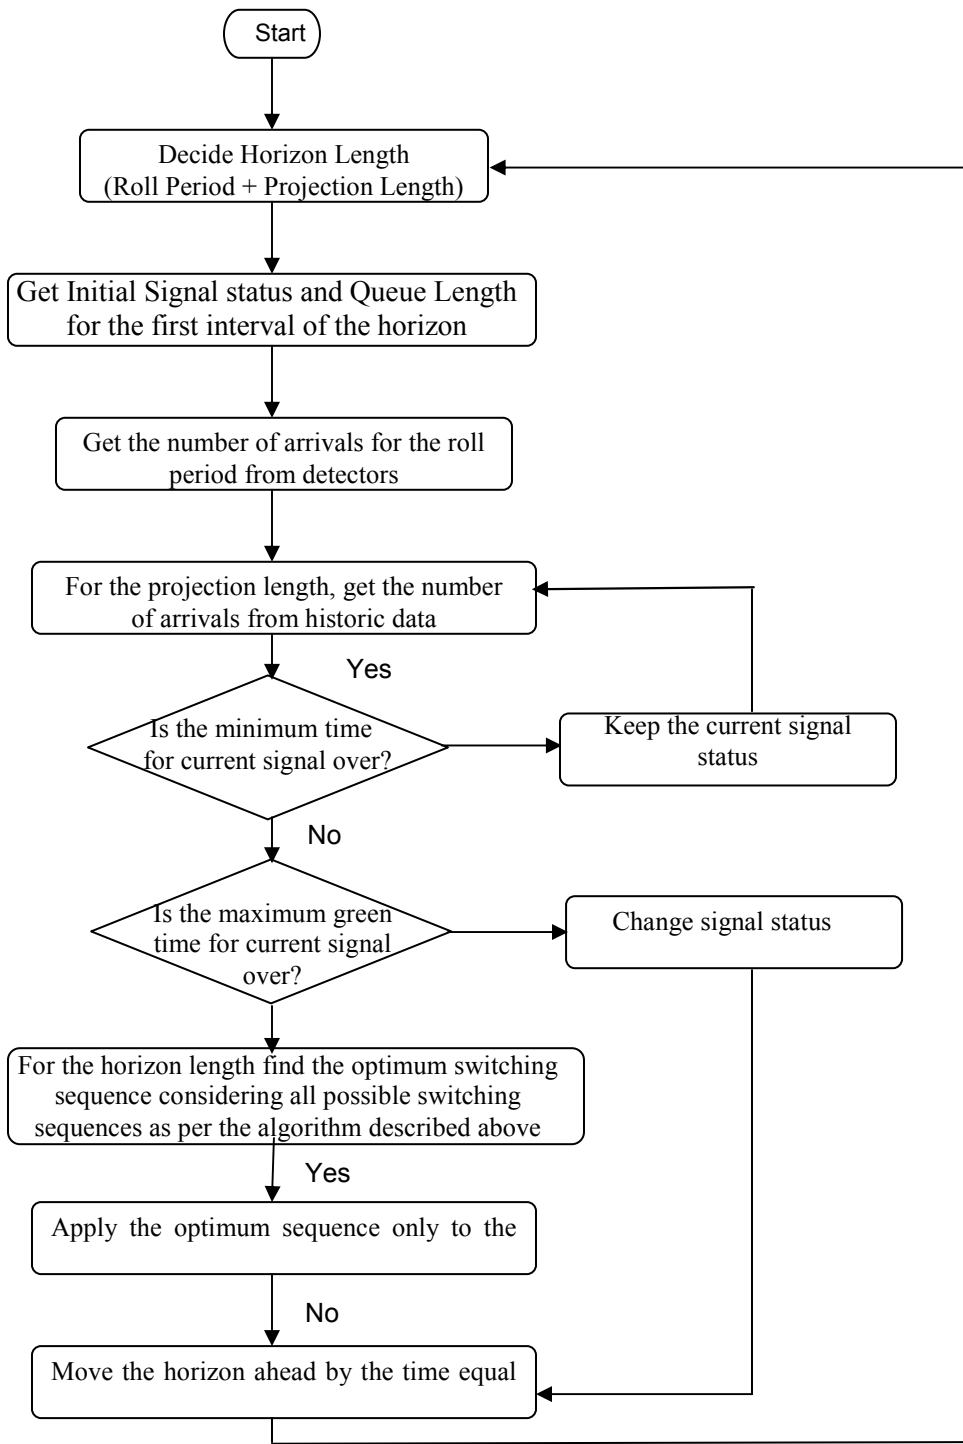 Start
Decide Horizon Length
(Roll Period + Projection Length)
Get Initial Signal status and Queue Length
for the first interval of the horizon
Get the number of arrivals for the roll
period from detectors
For the projection length, get the number
of arrivals from historic data
Yes
Is the minimum time
for current signal over?
Keep the current signal
status
No
Is the maximum green
time for current signal
over?
Change signal status
For the horizon length find the optimum switching
sequence considering all possible switching
sequences as per the algorithm described above
Yes
Apply the optimum sequence only to the
No
Move the horizon ahead by the time equal